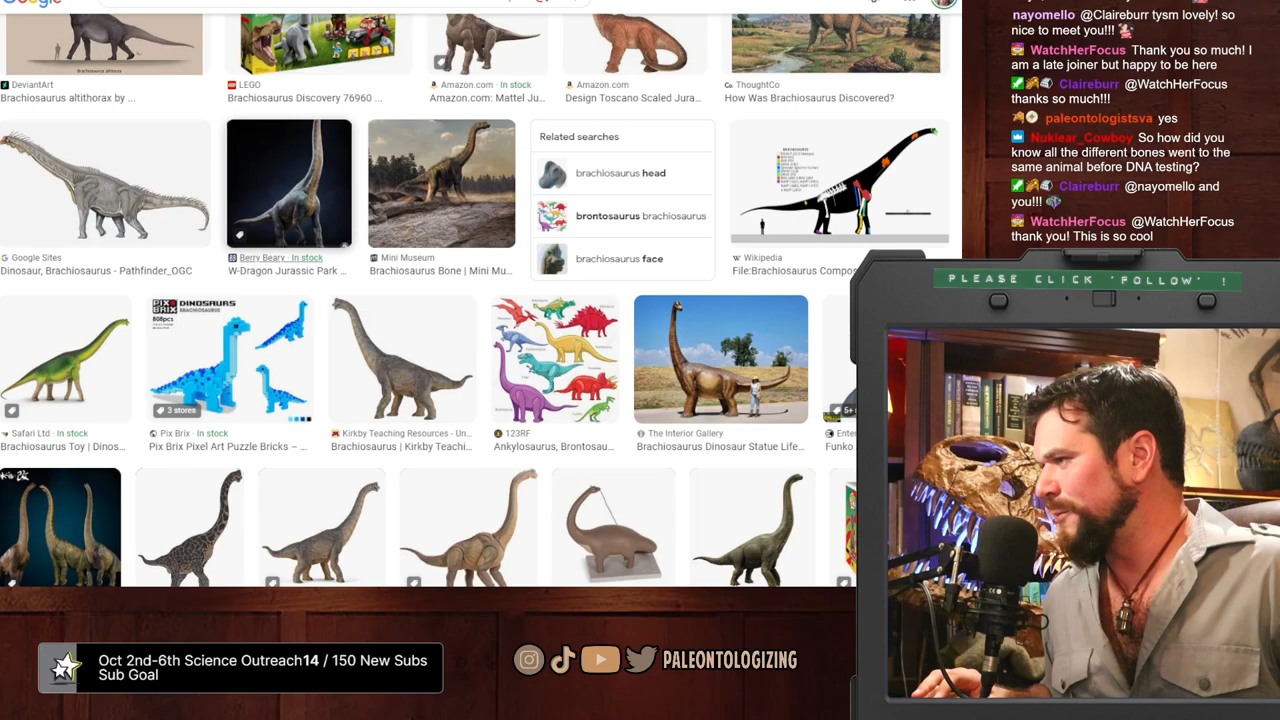 Google
DeviantArt
Brachiosaurus altithorax by ...
LEGO
Brachiosaurus Discovery 76960 ...
Amazon.com · In stock
Amazon.com: Mattel Ju...
Amazon.com
Design Toscano Scaled Jura...
ThoughtCo
How Was Brachiosaurus Discovered?
Related searches
brachiosaurus head
brontosaurus brachiosaurus
brachiosaurus face
Google Sites
Dinosaur, Brachiosaurus - Pathfinder_OGC
Berry Beary · In stock
W-Dragon Jurassic Park ...
Mini Museum
Brachiosaurus Bone | Mini Mu...
Wikipedia
File:Brachiosaurus Compo
PIX BRIX
DINOSAURS
BRACHIOSAURUS
808pcs
3 stores
5+
Safari Ltd · In stock
Brachiosaurus Toy | Dinos...
Pix Brix · In stock
Pix Brix Pixel Art Puzzle Bricks – ...
Kirkby Teaching Resources - Un...
Brachiosaurus | Kirkby Teachi...
123RF
Ankylosaurus, Brontosau...
The Interior Gallery
Brachiosaurus Dinosaur Statue Life...
Enter
Funko
nayomello @Claireburr tysm lovely! so
nice to meet you!!!
WatchHerFocus Thank you so much! I
am a late joiner but happy to be here
Claireburr @WatchHerFocus
thanks so much!!!
paleontologistsva yes
Nuklear_Cowboy So how did you
know all the different bones went to the
same animal before DNA testing?
Claireburr @nayomello and
you!!!
WatchHerFocus @WatchHerFocus
thank you! This is so cool
PLEASE CLICK 'FOLLOW' !
Oct 2nd-6th Science Outreach14 / 150 New Subs
Sub Goal
PALEONTOLOGIZING